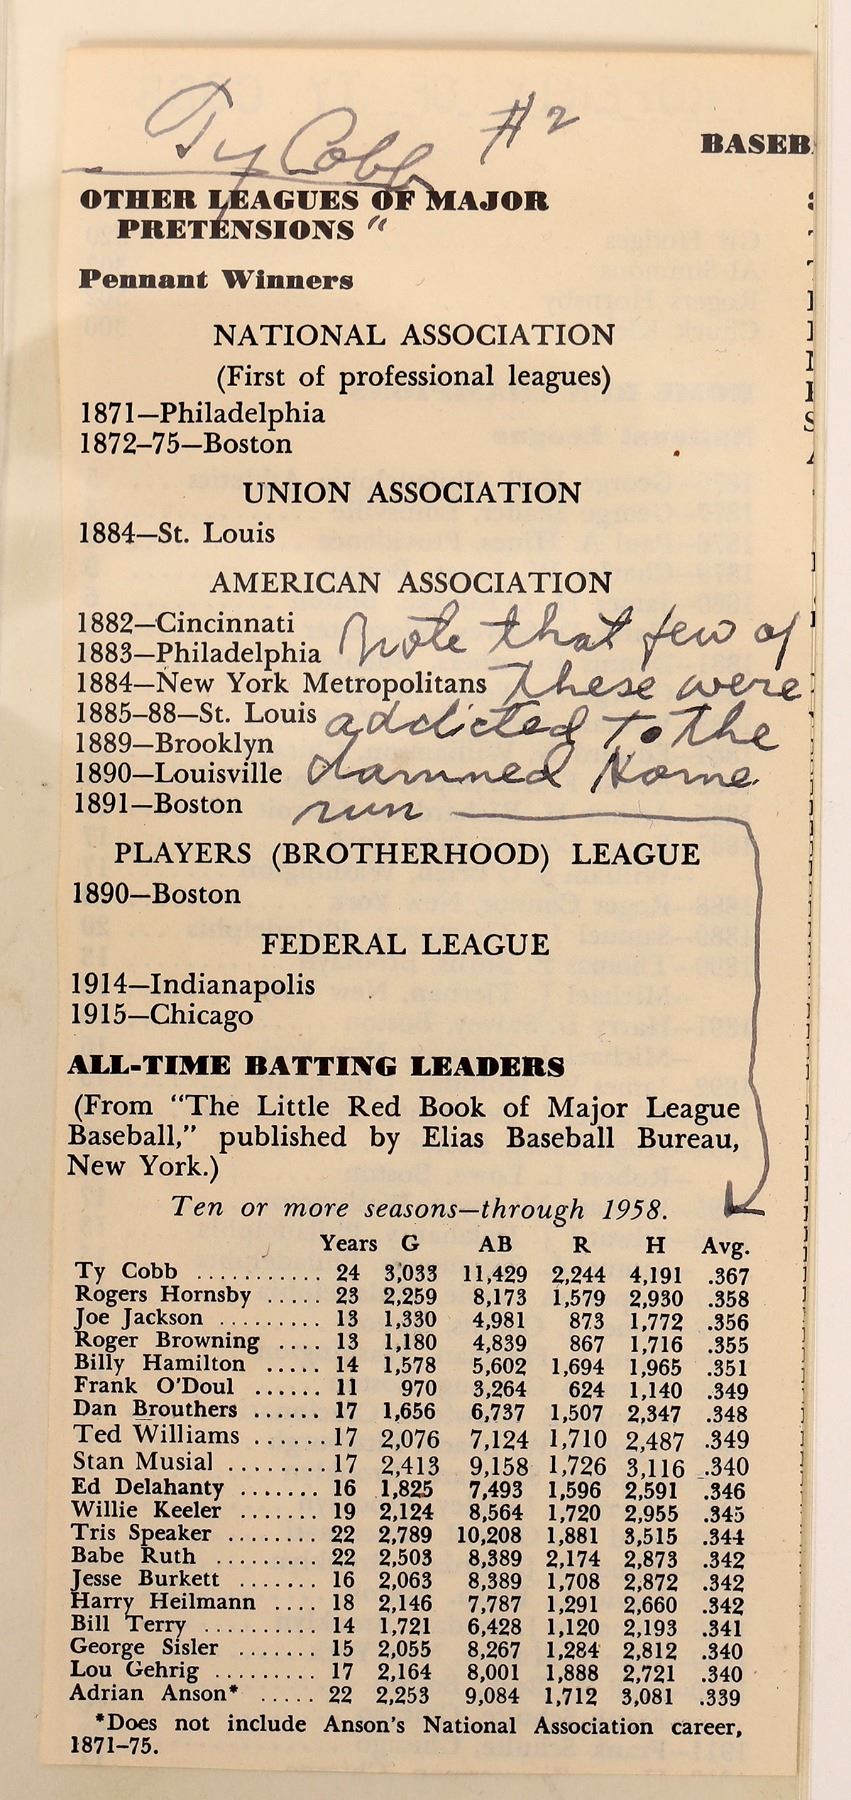 Ty Cobb #2
BASEB
OTHER LEAGUES OF MAJOR
PRETENSIONS "
Pennant Winners
NATIONAL ASSOCIATION
(First of professional leagues)
1871—Philadelphia
1872-75—Boston
UNION ASSOCIATION
1884—St. Louis
AMERICAN ASSOCIATION
1882—Cincinnati
1883—Philadelphia
1884—New York Metropolitans
1885-88—St. Louis
1889—Brooklyn
1890—Louisville
1891—Boston
Note that few of
these were
addicted to the
damned Home
run
PLAYERS (BROTHERHOOD) LEAGUE
1890—Boston
FEDERAL LEAGUE
1914—Indianapolis
1915—Chicago
ALL-TIME BATTING LEADERS
(From "The Little Red Book of Major League
Baseball," published by Elias Baseball Bureau,
New York.)
Ten or more seasons—through 1958.
Years G AB R H Avg.
Ty Cobb ........... 24 3,033 11,429 2,244 4,191 .367
Rogers Hornsby ..... 23 2,259 8,173 1,579 2,930 .358
Joe Jackson ......... 13 1,330 4,981 873 1,772 .356
Roger Browning .... 13 1,180 4,839 867 1,716 .355
Billy Hamilton ..... 14 1,578 5,602 1,694 1,965 .351
Frank O'Doul ...... 11 970 3,264 624 1,140 .349
Dan Brouthers ...... 17 1,656 6,737 1,507 2,347 .348
Ted Williams ...... 17 2,076 7,124 1,710 2,487 .349
Stan Musial ........ 17 2,413 9,158 1,726 3,116 .340
Ed Delahanty ....... 16 1,825 7,493 1,596 2,591 .346
Willie Keeler ....... 19 2,124 8,564 1,720 2,955 .345
Tris Speaker ........ 22 2,789 10,208 1,881 3,515 .344
Babe Ruth ......... 22 2,503 8,389 2,174 2,873 .342
Jesse Burkett ....... 16 2,063 8,389 1,708 2,872 .342
Harry Heilmann .... 18 2,146 7,787 1,291 2,660 .342
Bill Terry .......... 14 1,721 6,428 1,120 2,193 .341
George Sisler ....... 15 2,055 8,267 1,284 2,812 .340
Lou Gehrig ......... 17 2,164 8,001 1,888 2,721 .340
Adrian Anson* ..... 22 2,253 9,084 1,712 3,081 .339
*Does not include Anson's National Association career,
1871-75.